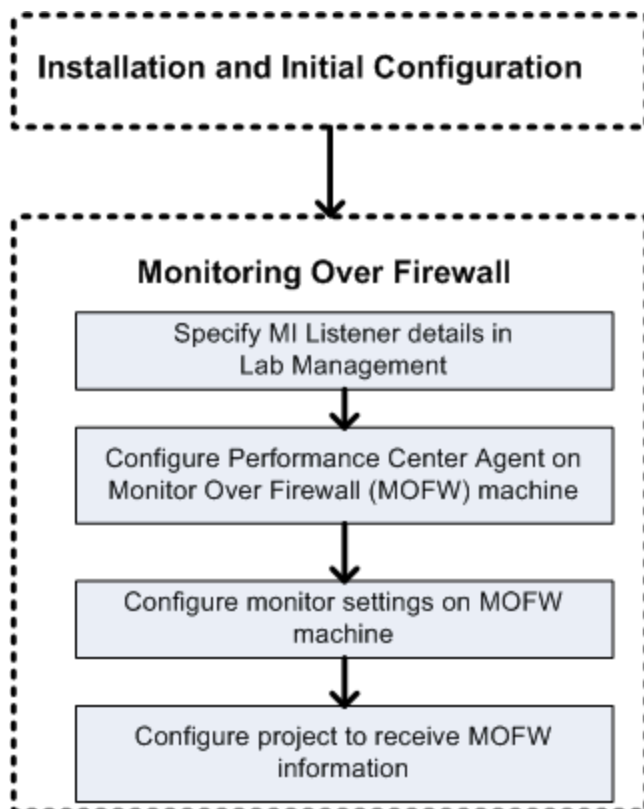 Installation and Initial Configuration
Monitoring Over Firewall
Specify MI Listener details in
Lab Management
Configure Performance Center Agent on
Monitor Over Firewall (MOFW) machine
Configure monitor settings on MOFW
machine
Configure project to receive MOFW
information